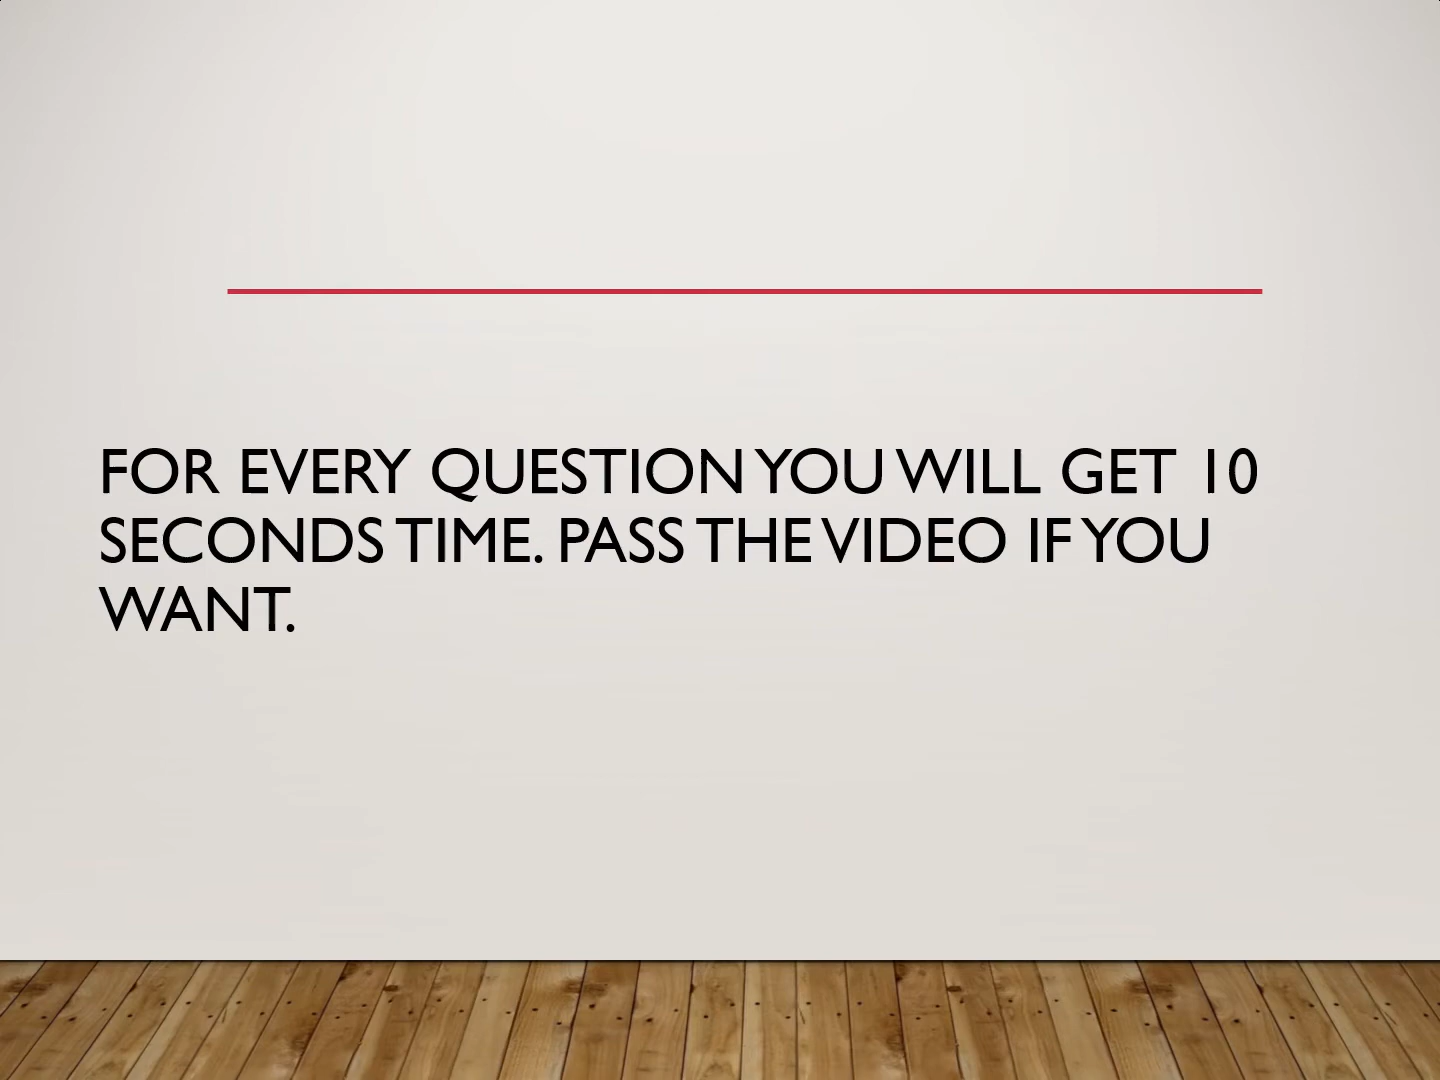 FOR EVERY QUESTION YOU WILL GET 10
SECONDS TIME. PASS THE VIDEO IF YOU
WANT.